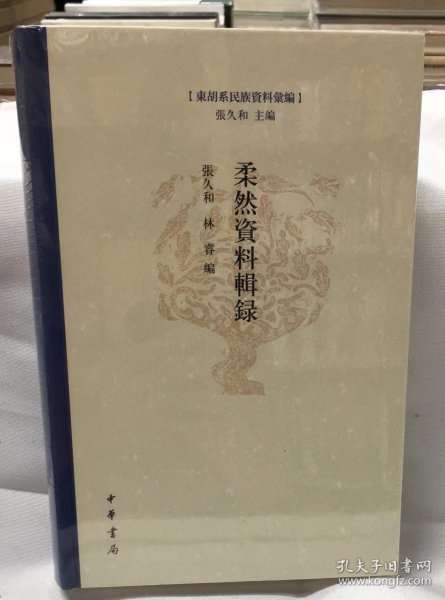 【東胡系民族資料彙編】
張久和 主編
柔然資料輯録
張久和 林睿 編
中華書局
孔夫子旧书网
www.kongfz.com